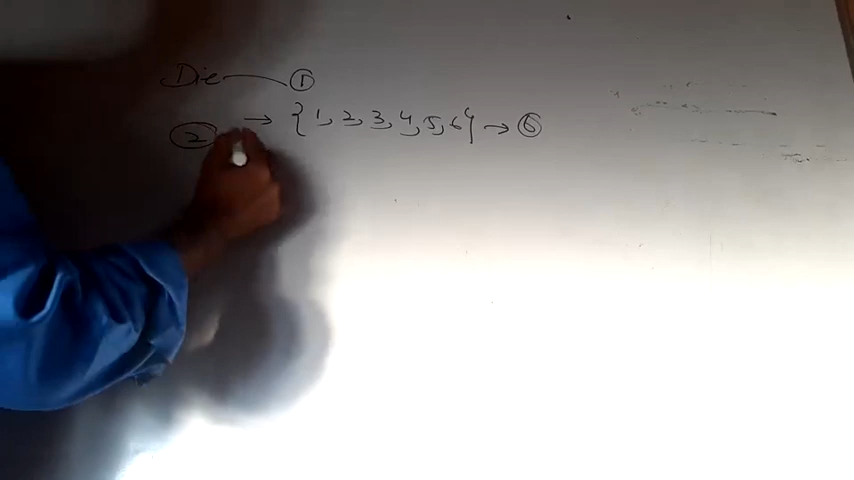 Die — ①
② → {1, 2, 3, 4, 5, 6} → ⑥